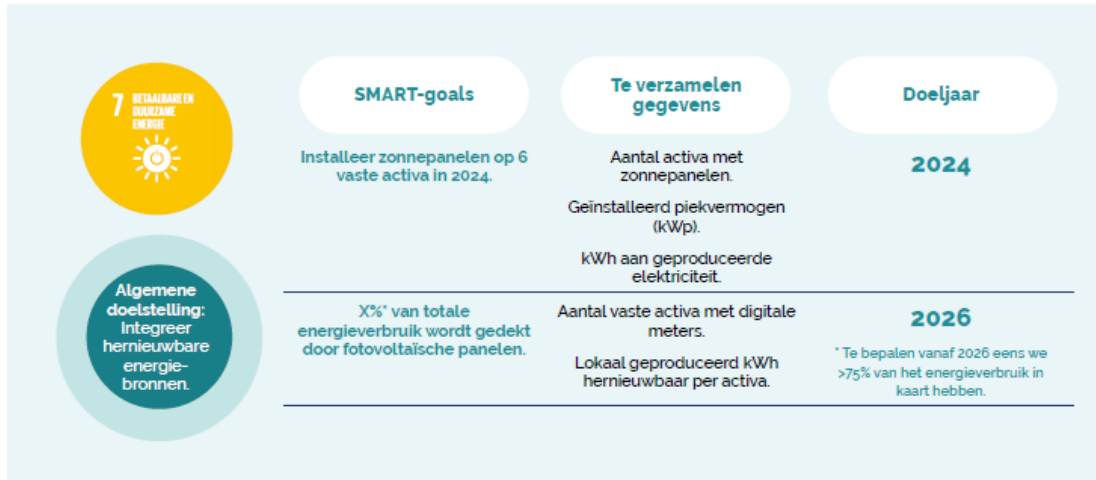 7 BETAALBARE EN
DUURZAME
ENERGIE
SMART-goals
Te verzamelen
gegevens
Doeljaar
Installeer zonnepanelen op 6
vaste activa in 2024.
Aantal activa met
zonnepanelen.
Geïnstalleerd piekvermogen
(kWp).
kWh aan geproduceerde
elektriciteit.
2024
Algemene
doelstelling:
Integreer
hernieuwbare
energie-
bronnen.
X%* van totale
energieverbruik wordt gedekt
door fotovoltaïsche panelen.
Aantal vaste activa met digitale
meters.
Lokaal geproduceerd kWh
hernieuwbaar per activa.
2026
* Te bepalen vanaf 2026 eens we
>75% van het energieverbuik in
kaart hebben.